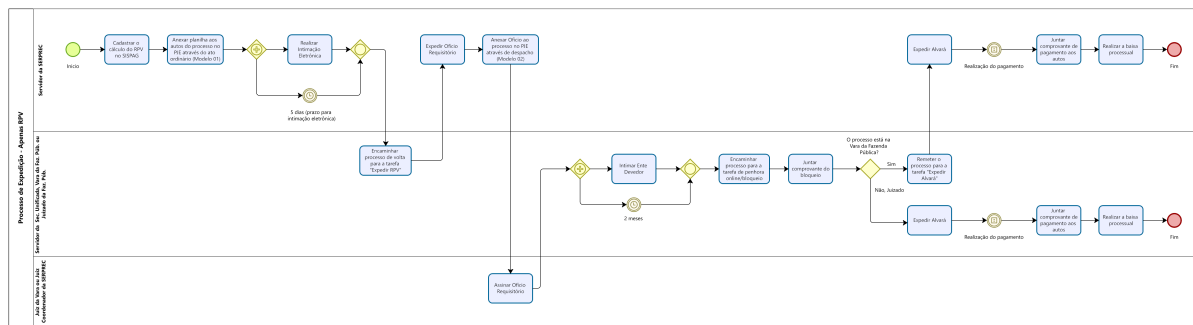 Processo de Expedição - Apenas RPV
Servidor da SERPREC
Início
Cadastrar o
cálculo do RPV
no SISPAG
Anexar planilha aos
autos do processo no
PJE através do ato
ordinário (Modelo 01)
Realizar
Intimação
Eletrônica
5 dias (prazo para
intimação eletrônica)
Expedir Ofício
Requisitório
Anexar Ofício ao
processo no PJE
através de despacho
(Modelo 02)
Expedir Alvará
Realização do pagamento
Juntar
comprovante de
pagamento aos
autos
Realizar a baixa
processual
Fim
Servidor da Sec. Unificada, Vara da Faz. Púb. ou
Juizado da Faz. Púb.
Encaminhar
processo de volta
para a tarefa
"Expedir RPV"
Intimar Ente
Devedor
2 meses
Encaminhar
processo para a
tarefa de penhora
online/bloqueio
Juntar
comprovante do
bloqueio
O processo está na
Vara da Fazenda
Pública?
Sim
Não, Juizado
Remeter o
processo para a
tarefa "Expedir
Alvará"
Expedir Alvará
Realização do pagamento
Juntar
comprovante de
pagamento aos
autos
Realizar a baixa
processual
Fim
Juiz da Vara ou Juiz
Coordenador da SERPREC
Assinar Ofício
Requisitório